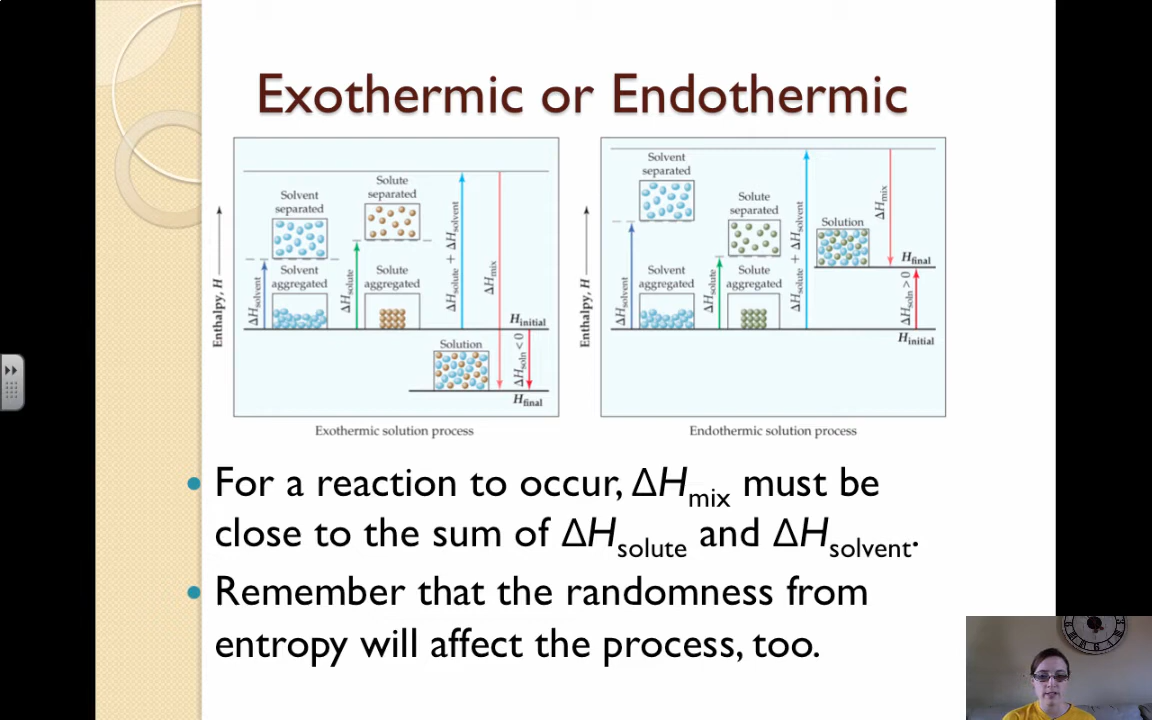 Exothermic or Endothermic
Enthalpy, H
Solvent
separated
Solute
separated
Solvent
aggregated
Solute
aggregated
ΔHsolvent
ΔHsolute
ΔHsolute + ΔHsolvent
ΔHmix
Hinitial
Solution
ΔHsoln < 0
Hfinal
Exothermic solution process
Enthalpy, H
Solvent
separated
Solute
separated
Solvent
aggregated
Solute
aggregated
ΔHsolvent
ΔHsolute
ΔHsolute + ΔHsolvent
Solution
ΔHmix
Hfinal
ΔHsoln > 0
Hinitial
Endothermic solution process
• For a reaction to occur, ΔHmix must be
close to the sum of ΔHsolute and ΔHsolvent.
• Remember that the randomness from
entropy will affect the process, too.